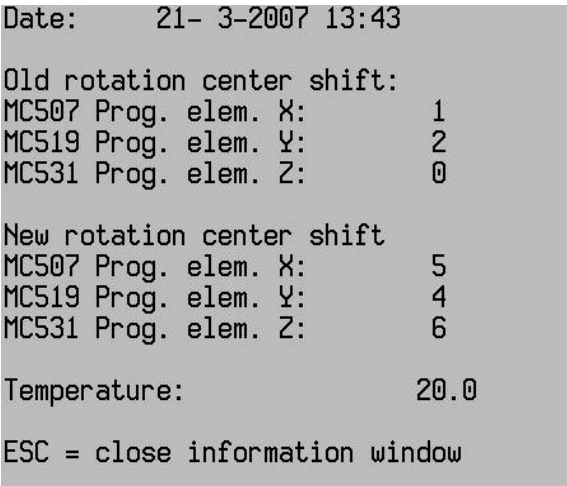 Date: 21- 3-2007 13:43
Old rotation center shift:
MC507 Prog. elem. X: 1
MC519 Prog. elem. Y: 2
MC531 Prog. elem. Z: 0
New rotation center shift
MC507 Prog. elem. X: 5
MC519 Prog. elem. Y: 4
MC531 Prog. elem. Z: 6
Temperature: 20.0
ESC = close information window